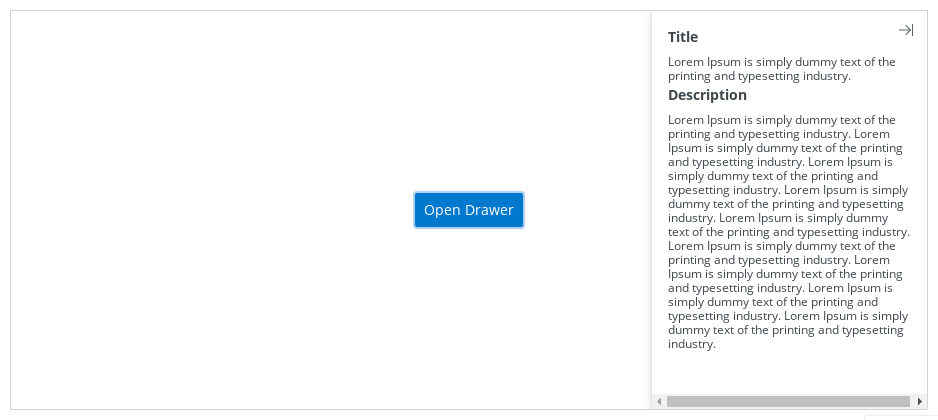 Title
Lorem Ipsum is simply dummy text of the
printing and typesetting industry.
Description
Lorem Ipsum is simply dummy text of the
printing and typesetting industry. Lorem
Ipsum is simply dummy text of the printing
and typesetting industry. Lorem Ipsum is
simply dummy text of the printing and
typesetting industry. Lorem Ipsum is simply
dummy text of the printing and typesetting
industry. Lorem Ipsum is simply dummy
text of the printing and typesetting industry.
Lorem Ipsum is simply dummy text of the
printing and typesetting industry. Lorem
Ipsum is simply dummy text of the printing
and typesetting industry. Lorem Ipsum is
simply dummy text of the printing and
typesetting industry. Lorem Ipsum is simply
dummy text of the printing and typesetting
industry.
Open Drawer